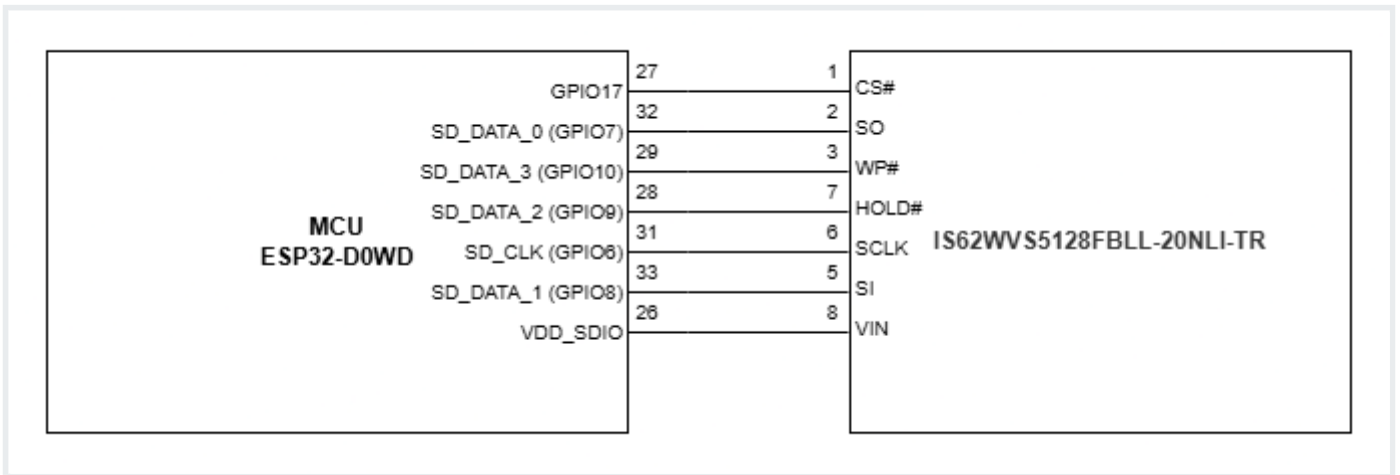 27 1
GPIO17 CS#
32 2
SD_DATA_0 (GPIO7) SO
29 3
SD_DATA_3 (GPIO10) WP#
28 7
SD_DATA_2 (GPIO9) HOLD#
MCU
ESP32-D0WD
31 6
SD_CLK (GPIO6) SCLK
IS62WVS5128FBLL-20NLI-TR
33 5
SD_DATA_1 (GPIO8) SI
26 8
VDD_SDIO VIN